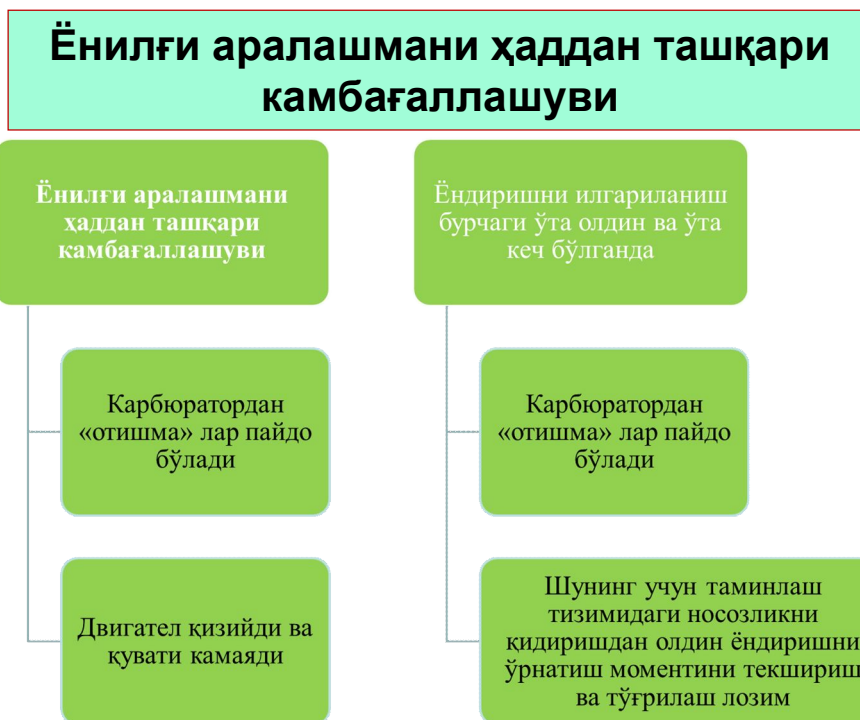 Ёнилғи аралашмани ҳаддан ташқари
камбағаллашуви
Ёнилғи аралашмани
ҳаддан ташқари
камбағаллашуви
Карбюратордан
«отишма» лар пайдо
бўлади
Двигател қизийди ва
қувати камаяди
Ёндиришни илгариланиш
бурчаги ўта олдин ва ўта
кеч бўлганда
Карбюратордан
«отишма» лар пайдо
бўлади
Шунинг учун таминлаш
тизимидаги носозликни
қидиришдан олдин ёндиришни
ўрнатиш моментини текшириш
ва тўғрилаш лозим